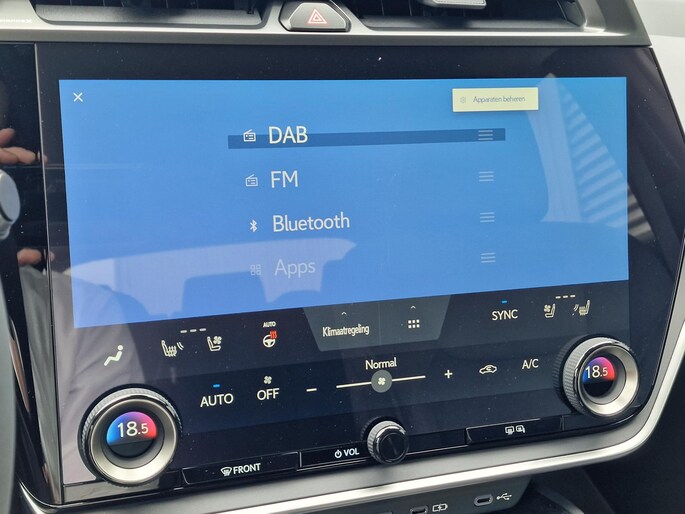 Apparaten beheren
DAB
FM
Bluetooth
Apps
AUTO
Klimaatregeling
SYNC
Normal
AUTO
OFF
A/C
18.5
18.5
FRONT
VOL